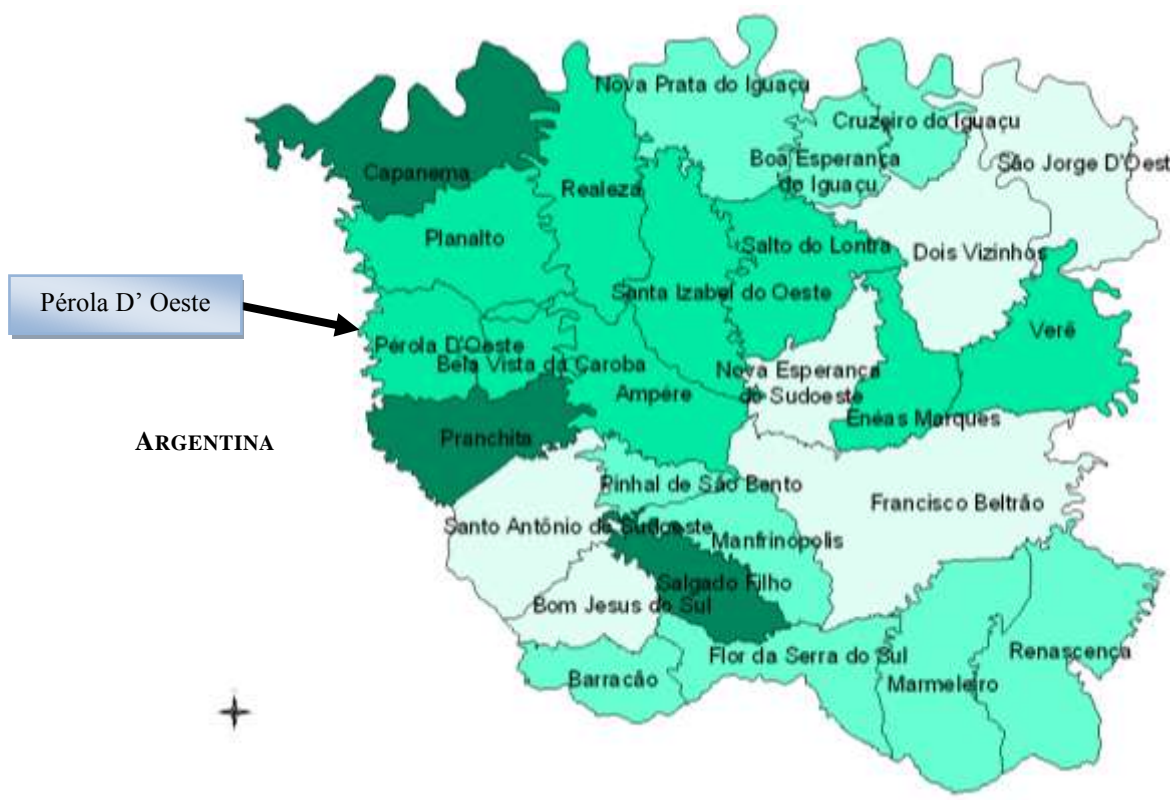 Nova Prata do Iguaçu
Cruzeiro do Iguaçu
Boa Esperança
do Iguaçu
São Jorge D'Oest
Capanema
Realeza
Planalto
Salto do Lontra
Dois Vizinhos
Pérola D' Oeste
Santa Izabel do Oeste
Verê
Pérola D'Oeste
Bela Vista da Caroba
Nova Esperança
do Sudoeste
Ampére
Enéas Marques
ARGENTINA
Pranchita
Pinhal de São Bento
Francisco Beltrão
Santo Antônio do Sudoeste
Manfrinópolis
Salgado Filho
Bom Jesus do Sul
Flor da Serra do Sul
Renascença
Barracão
Marmeleiro